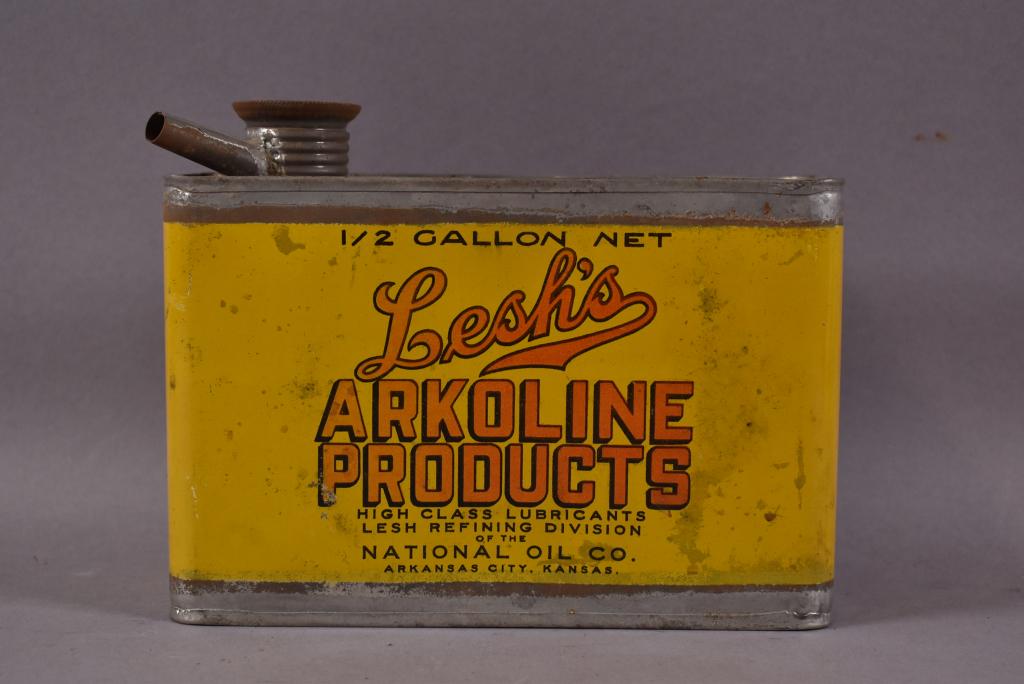 1/2 GALLON NET
Lesh's
ARKOLINE
PRODUCTS
HIGH CLASS LUBRICANTS
LESH REFINING DIVISION
OF THE
NATIONAL OIL CO.
ARKANSAS CITY, KANSAS.